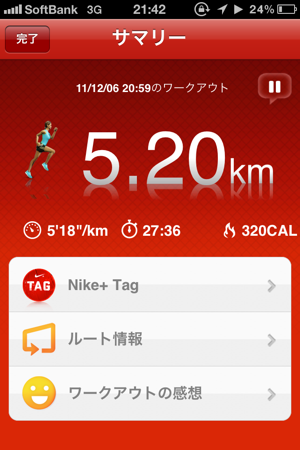 SoftBank 3G 21:42 24%
完了 サマリー
11/12/06 20:59のワークアウト
5.20km
5'18"/km 27:36 320CAL
TAG Nike+ Tag
ルート情報
ワークアウトの感想